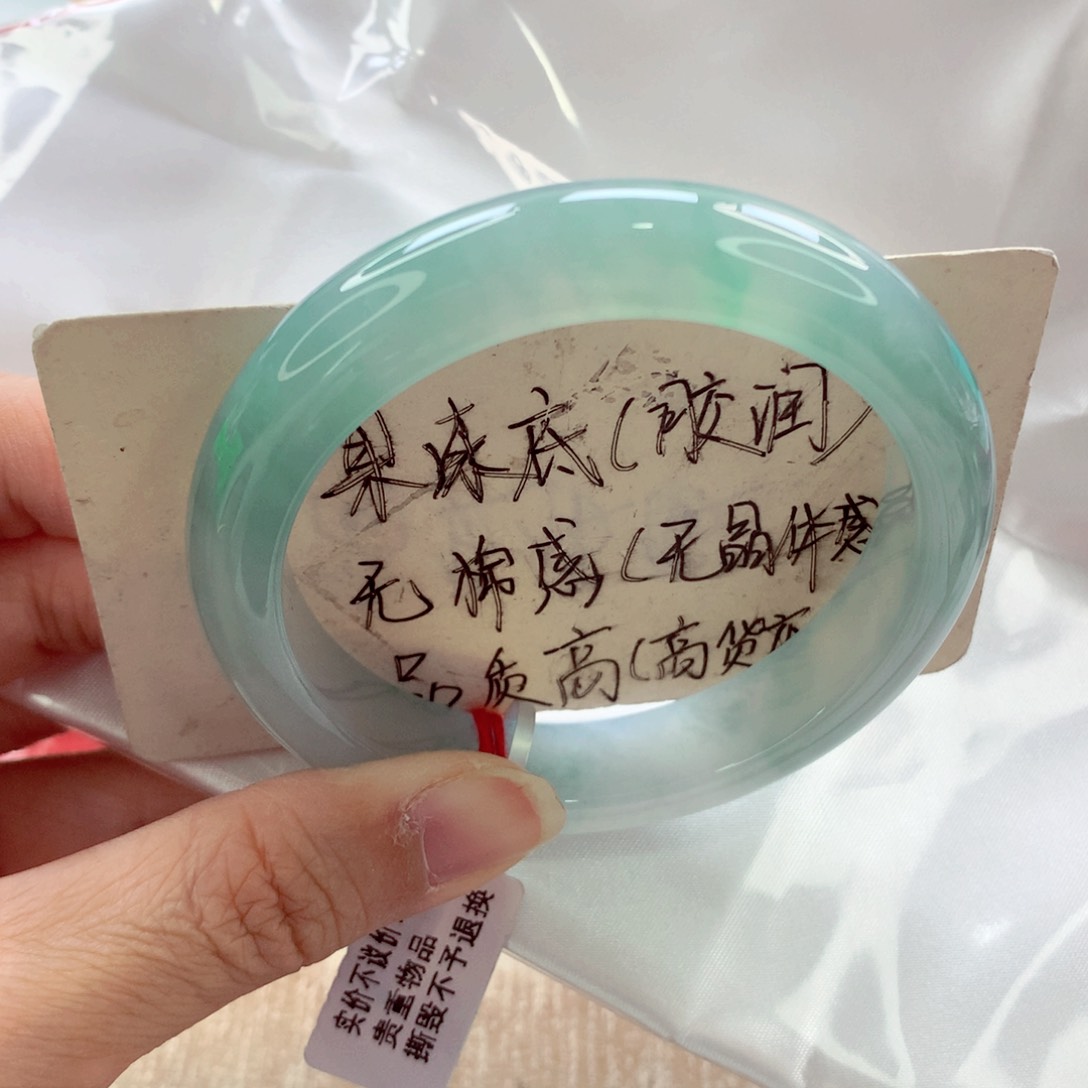 果冻底(胶润)
无棉感(无晶体感
品质高(高货
实价不议价
贵重物品
撕毁不予退换